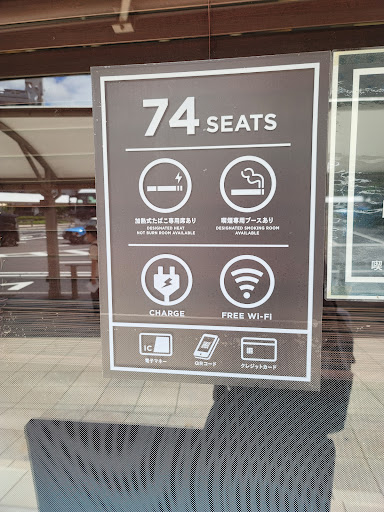 74 SEATS
加熱式たばこ専用席あり
DESIGNATED HEAT
NOT BURN ROOM AVAILABLE
喫煙専用ブースあり
DESIGNATED SMOKING ROOM
AVAILABLE
CHARGE
FREE Wi-Fi
IC
電子マネー
QRコード
クレジットカード
喫